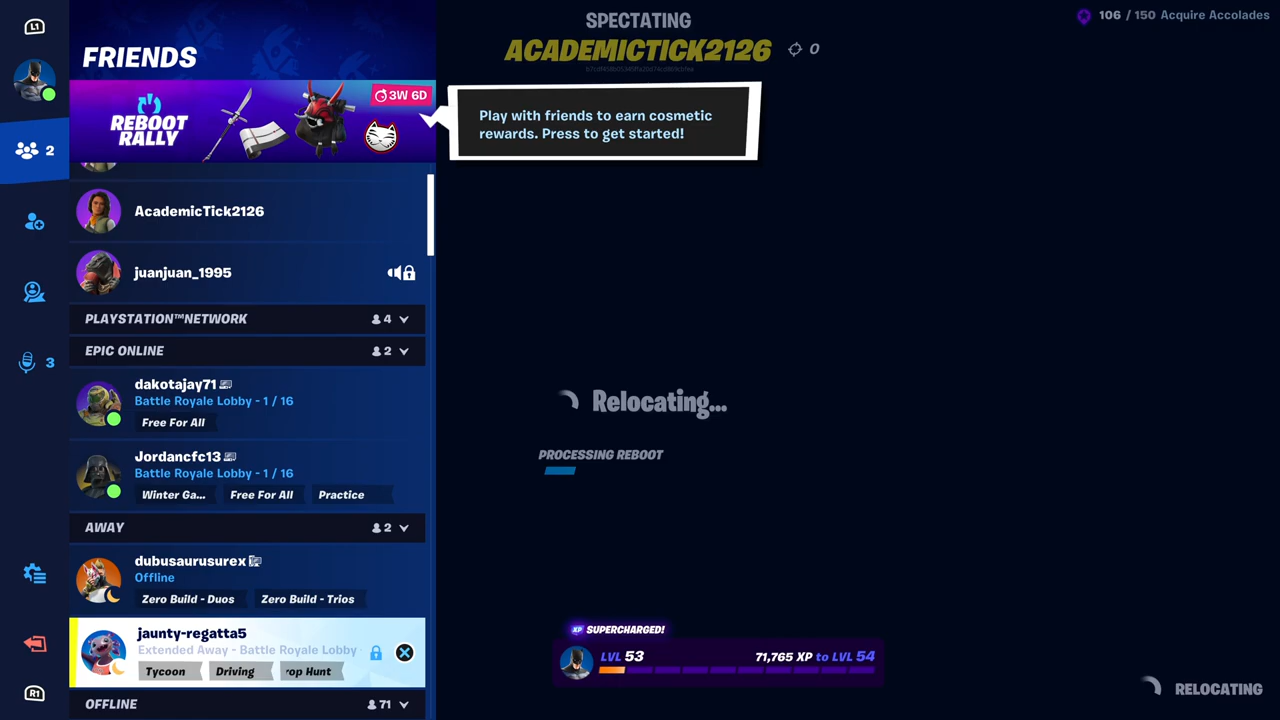 L1
FRIENDS
REBOOT
RALLY
3W 6D
2
AcademicTick2126
juanjuan_1995
PLAYSTATION™NETWORK
4
EPIC ONLINE
2
3
dakotajay71
Battle Royale Lobby - 1 / 16
Free For All
Jordancfc13
Battle Royale Lobby - 1 / 16
Winter Ga...
Free For All
Practice
AWAY
2
dubusaurusurex
Offline
Zero Build - Duos
Zero Build - Trios
jaunty-regatta5
Extended Away - Battle Royale Lobby
Tycoon
Driving
rop Hunt
R1
OFFLINE
71
SPECTATING
ACADEMICTICK2126
0
106 / 150 Acquire Accolades
Play with friends to earn cosmetic
rewards. Press to get started!
Relocating...
PROCESSING REBOOT
XP SUPERCHARGED!
LVL 53
71,765 XP to LVL 54
RELOCATING